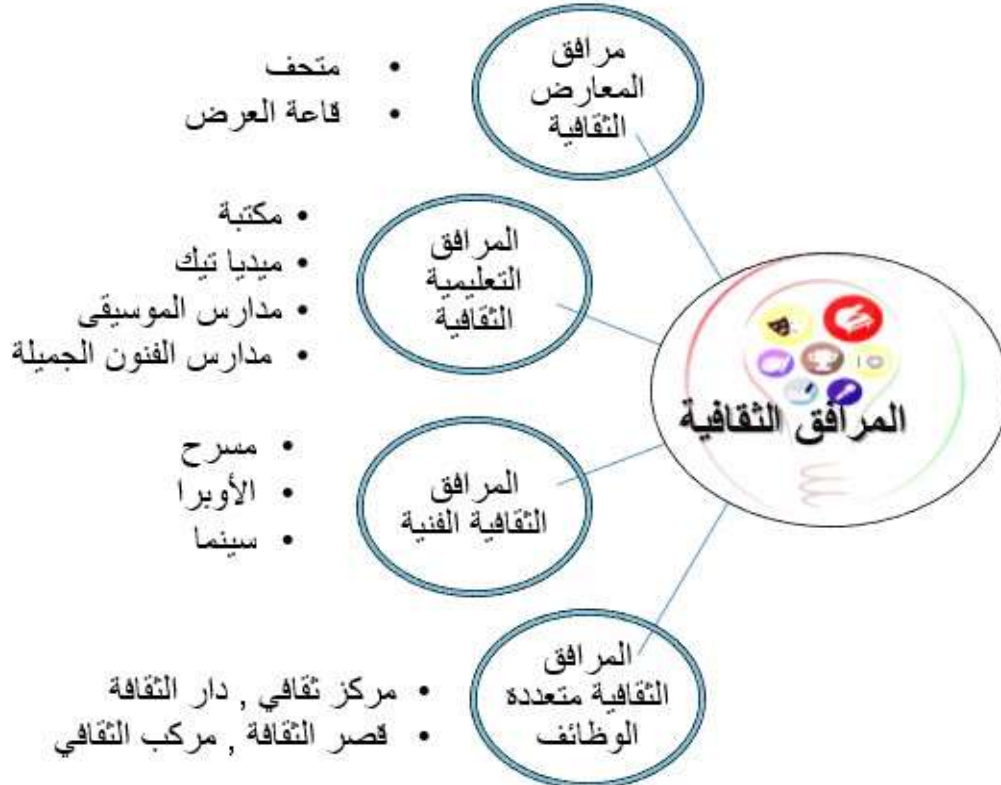 المرافق الثقافية
مرافق
المعارض
الثقافية
• متحف
• قاعة العرض
المرافق
التعليمية
الثقافية
• مكتبة
• ميديا تيك
• مدارس الموسيقى
• مدارس الفنون الجميلة
المرافق
الثقافية الفنية
• مسرح
• الأوبرا
• سينما
المرافق
الثقافية متعددة
الوظائف
• مركز ثقافي , دار الثقافة
• قصر الثقافة , مركب الثقافي